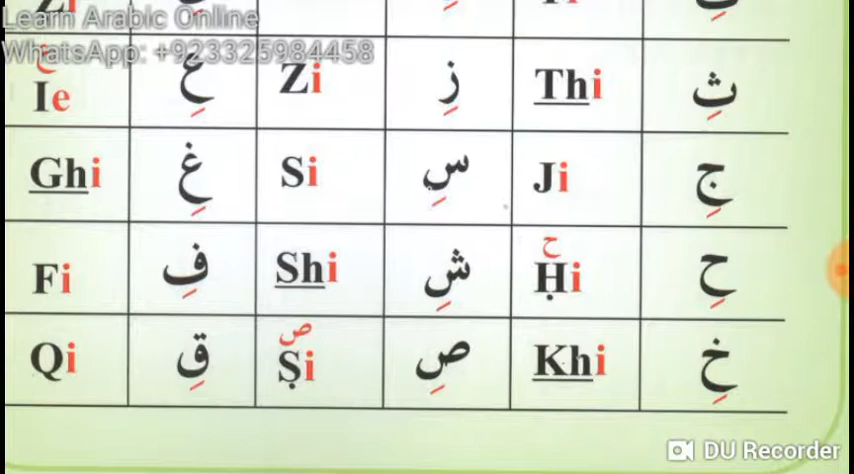 Learn Arabic Online
WhatsApp: +923325984458
ع Ie عِ Zi زِ Thi ثِ
Ghi غِ Si سِ Ji جِ
Fi فِ Shi شِ ح Ḥi حِ
Qi قِ ص Ṣi صِ Khi خِ
DU Recorder